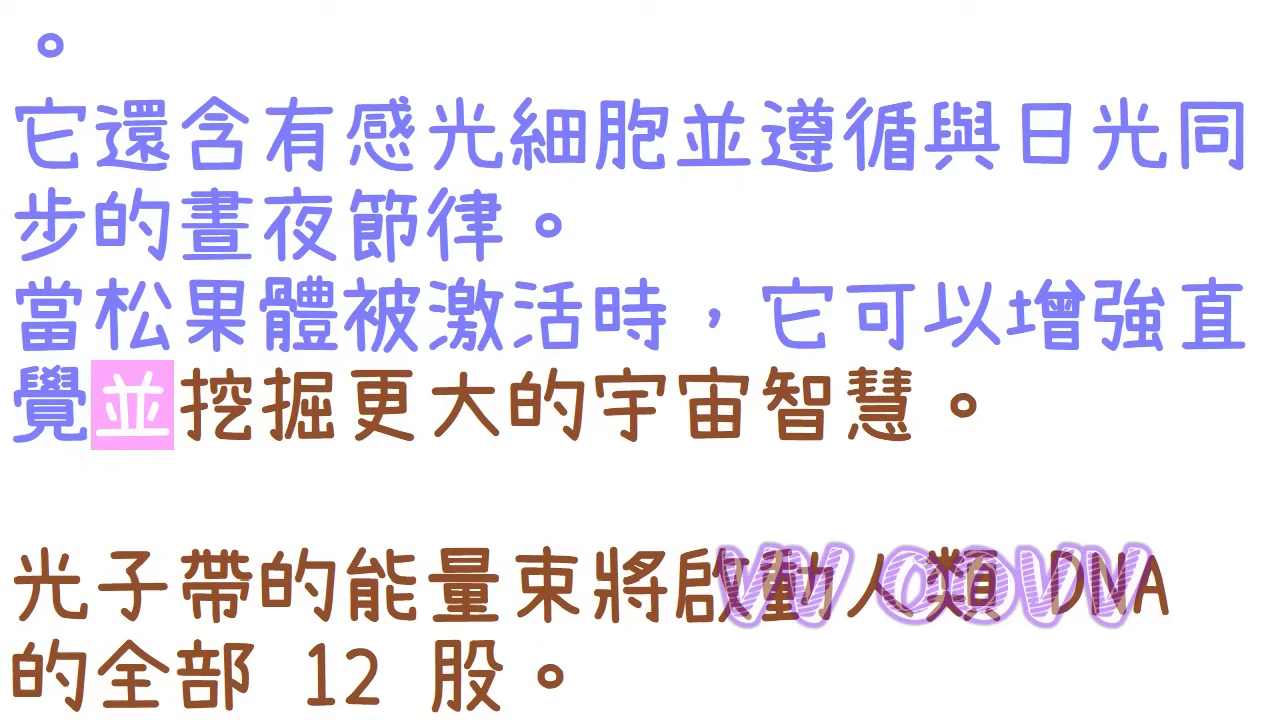 。
它還含有感光細胞並遵循與日光同
步的晝夜節律。
當松果體被激活時，它可以增強直
覺並挖掘更大的宇宙智慧。
光子帶的能量束將啟動人類 DNA
的全部 12 股。